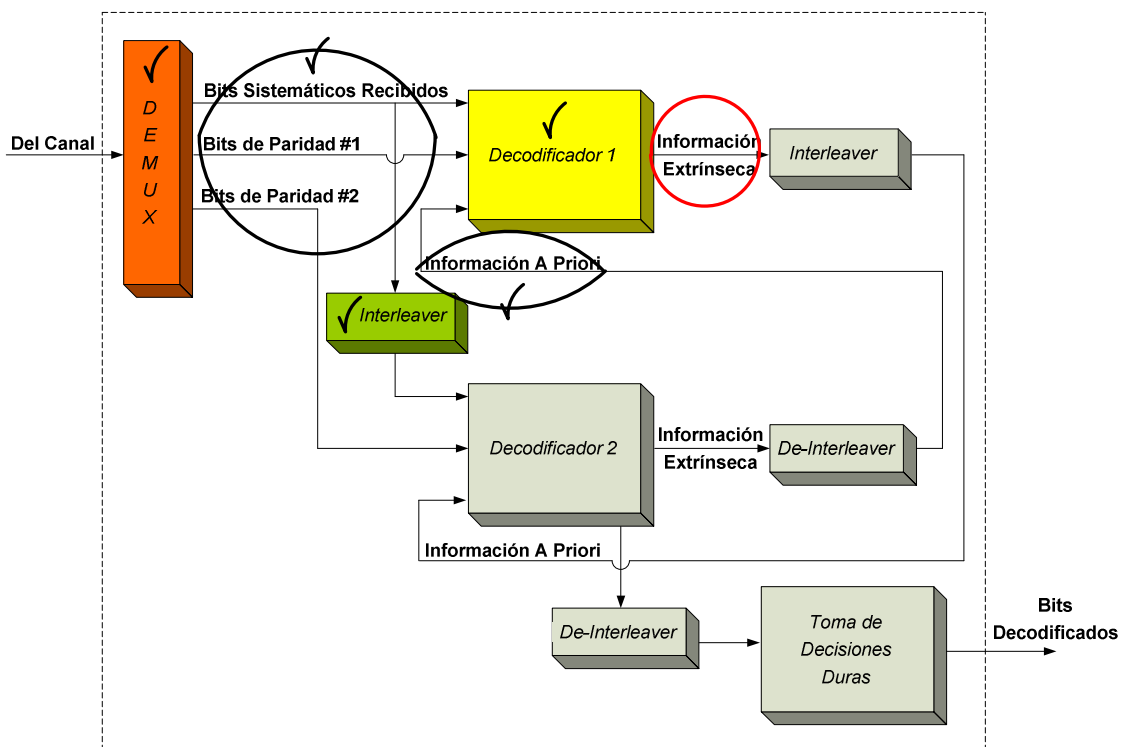 Del Canal
D
E
M
U
X
Bits Sistemáticos Recibidos
Bits de Paridad #1
Bits de Paridad #2
Decodificador 1
Información
Extrínseca
Interleaver
Información A Priori
Interleaver
Decodificador 2
Información
Extrínseca
De-Interleaver
Información A Priori
De-Interleaver
Toma de
Decisiones
Duras
Bits
Decodificados